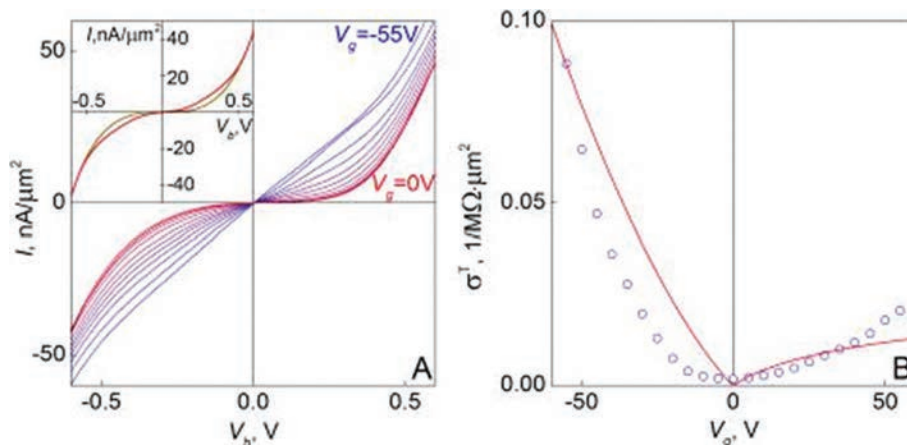 I,nA/μm²
40
20
-0.5
0.5
V_b, V
-20
-40
V_g=-55V
V_g=0V
50
0
-50
I, nA/μm²
-0.5
0.0
0.5
V_b, V
A
0.10
0.05
0.00
σ^T, 1/MΩ·μm²
-50
0
50
V_g, V
B